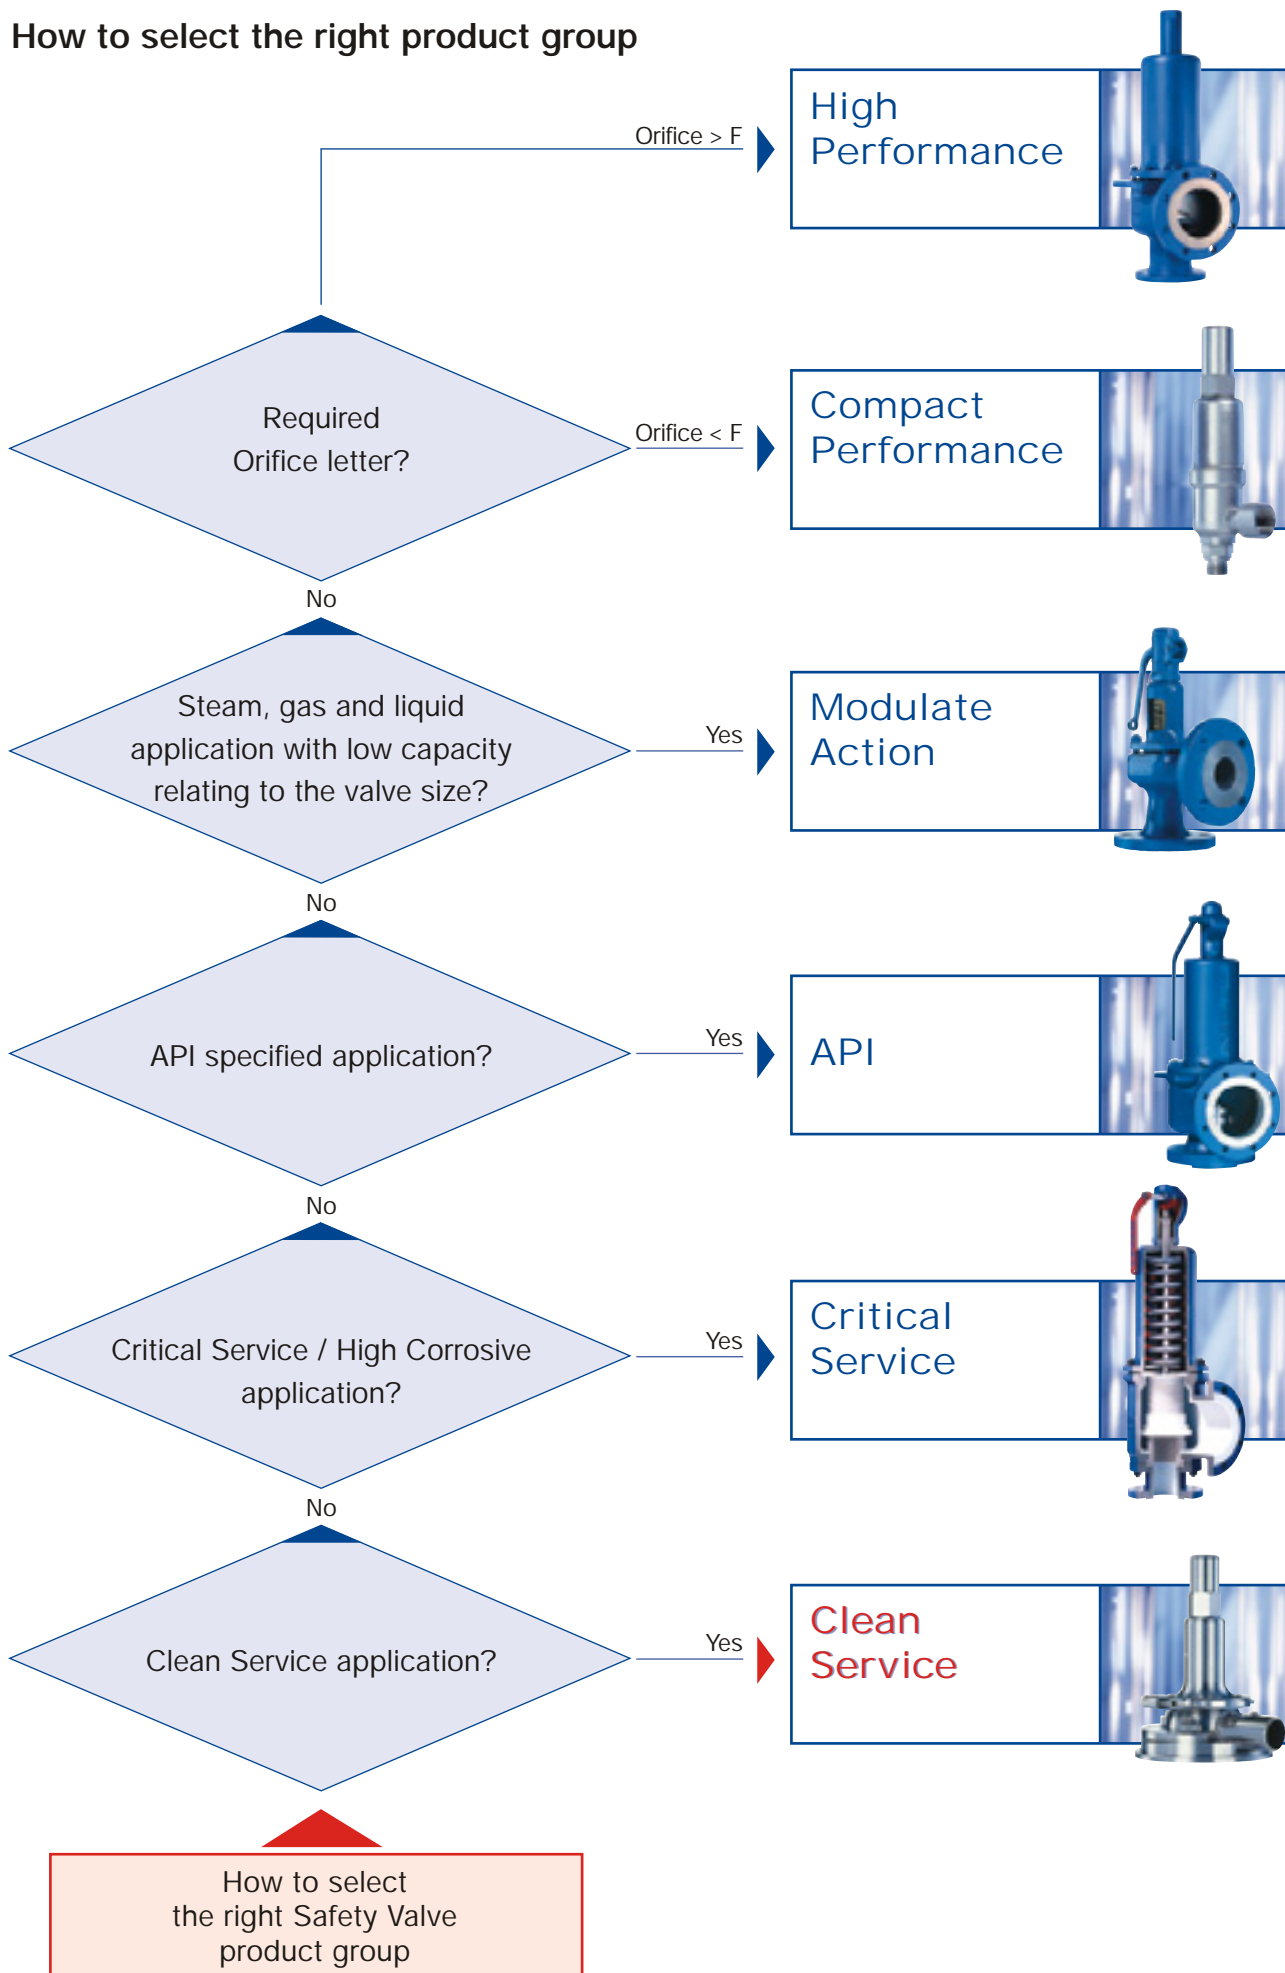 How to select the right product group
Orifice > F
High
Performance
Required
Orifice letter?
Orifice < F
Compact
Performance
No
Steam, gas and liquid
application with low capacity
relating to the valve size?
Yes
Modulate
Action
No
API specified application?
Yes
API
No
Critical Service / High Corrosive
application?
Yes
Critical
Service
No
Clean Service application?
Yes
Clean
Service
How to select
the right Safety Valve
product group